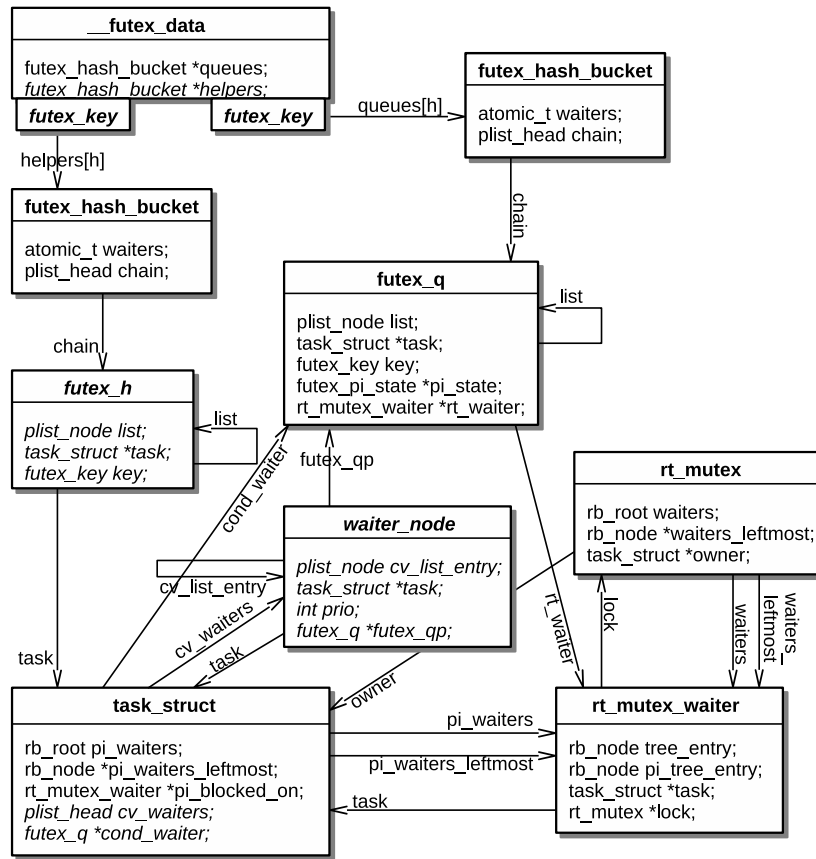 __futex_data
futex_hash_bucket *queues;
futex_hash_bucket *helpers;
futex_key
futex_key
queues[h]
futex_hash_bucket
atomic_t waiters;
plist_head chain;
helpers[h]
futex_hash_bucket
atomic_t waiters;
plist_head chain;
chain
futex_q
plist_node list;
task_struct *task;
futex_key key;
futex_pi_state *pi_state;
rt_mutex_waiter *rt_waiter;
list
chain
futex_h
plist_node list;
task_struct *task;
futex_key key;
list
cond_waiter
futex_qp
rt_mutex
rb_root waiters;
rb_node *waiters_leftmost;
task_struct *owner;
waiter_node
plist_node cv_list_entry;
task_struct *task;
int prio;
futex_q *futex_qp;
cv_list_entry
cv_waiters
task
rt_waiter
lock
waiters
waiters_
leftmost
task
owner
task_struct
rb_root pi_waiters;
rb_node *pi_waiters_leftmost;
rt_mutex_waiter *pi_blocked_on;
plist_head cv_waiters;
futex_q *cond_waiter;
pi_waiters
pi_waiters_leftmost
task
rt_mutex_waiter
rb_node tree_entry;
rb_node pi_tree_entry;
task_struct *task;
rt_mutex *lock;